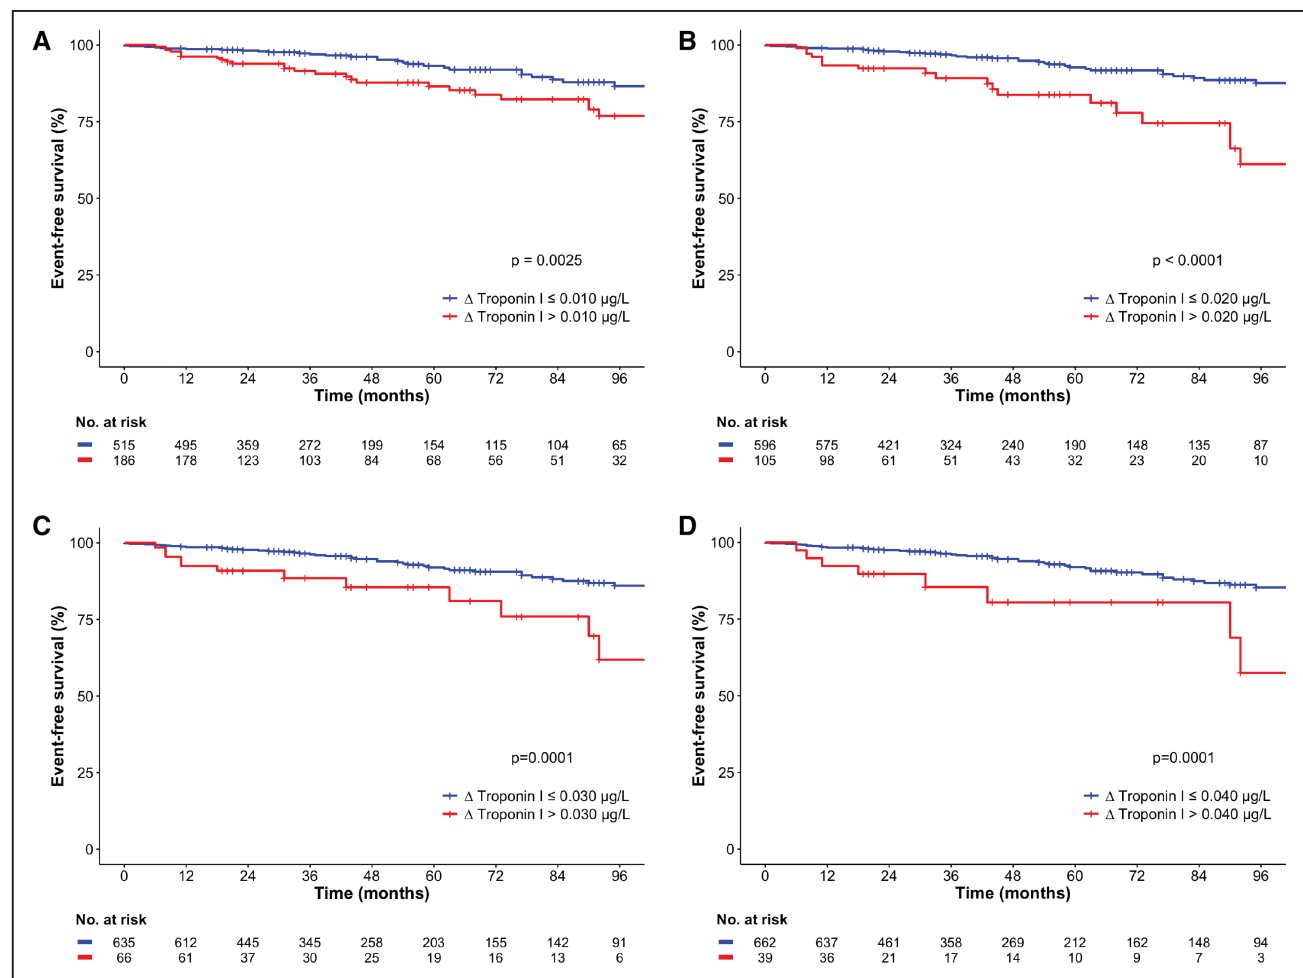 A
100
75
50
25
0
Event-free survival (%)
p = 0.0025
Δ Troponin I ≤ 0.010 µg/L
Δ Troponin I > 0.010 µg/L
0 12 24 36 48 60 72 84 96
Time (months)
No. at risk
515 495 359 272 199 154 115 104 65
186 178 123 103 84 68 56 51 32
B
100
75
50
25
0
Event-free survival (%)
p < 0.0001
Δ Troponin I ≤ 0.020 µg/L
Δ Troponin I > 0.020 µg/L
0 12 24 36 48 60 72 84 96
Time (months)
No. at risk
596 575 421 324 240 190 148 135 87
105 98 61 51 43 32 23 20 10
C
100
75
50
25
0
Event-free survival (%)
p=0.0001
Δ Troponin I ≤ 0.030 µg/L
Δ Troponin I > 0.030 µg/L
0 12 24 36 48 60 72 84 96
Time (months)
No. at risk
635 612 445 345 258 203 155 142 91
66 61 37 30 25 19 16 13 6
D
100
75
50
25
0
Event-free survival (%)
p=0.0001
Δ Troponin I ≤ 0.040 µg/L
Δ Troponin I > 0.040 µg/L
0 12 24 36 48 60 72 84 96
Time (months)
No. at risk
662 637 461 358 269 212 162 148 94
39 36 21 17 14 10 9 7 3